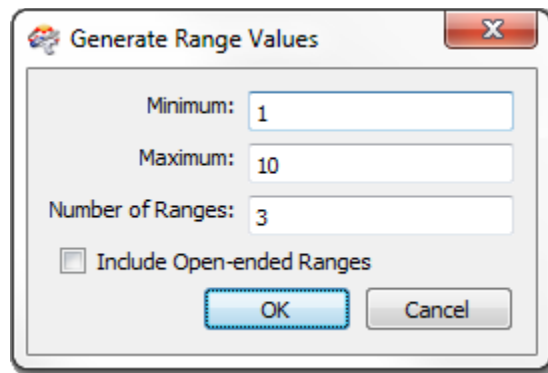 Generate Range Values
Minimum: 1
Maximum: 10
Number of Ranges: 3
Include Open-ended Ranges
OK Cancel